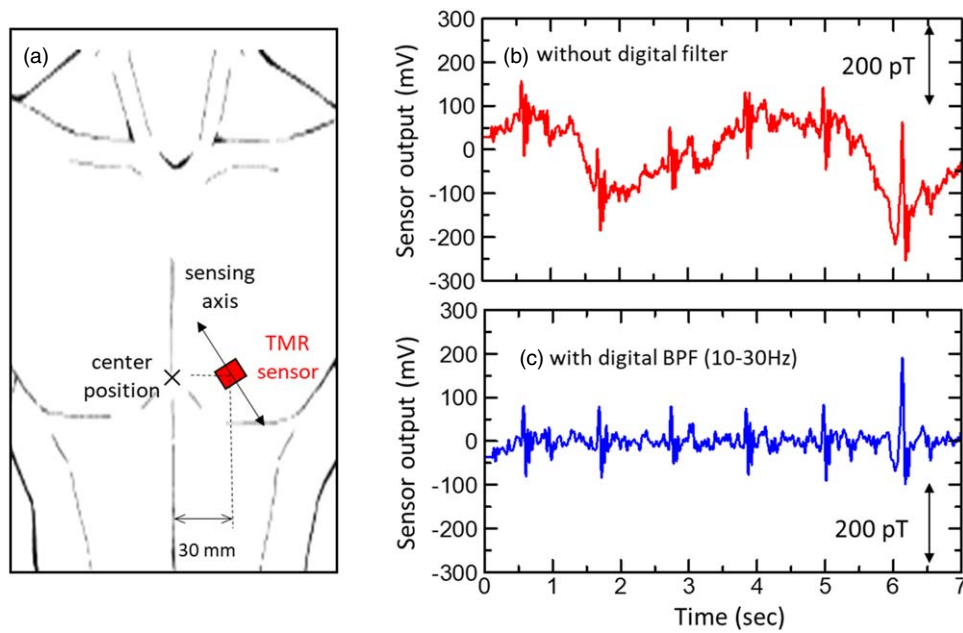 (a)
sensing
axis
TMR
sensor
center
position
30 mm
300
200
100
0
-100
-200
-300
Sensor output (mV)
(b) without digital filter
200 pT
300
200
100
0
-100
-200
-300
Sensor output (mV)
(c) with digital BPF (10-30Hz)
200 pT
0 1 2 3 4 5 6 7
Time (sec)